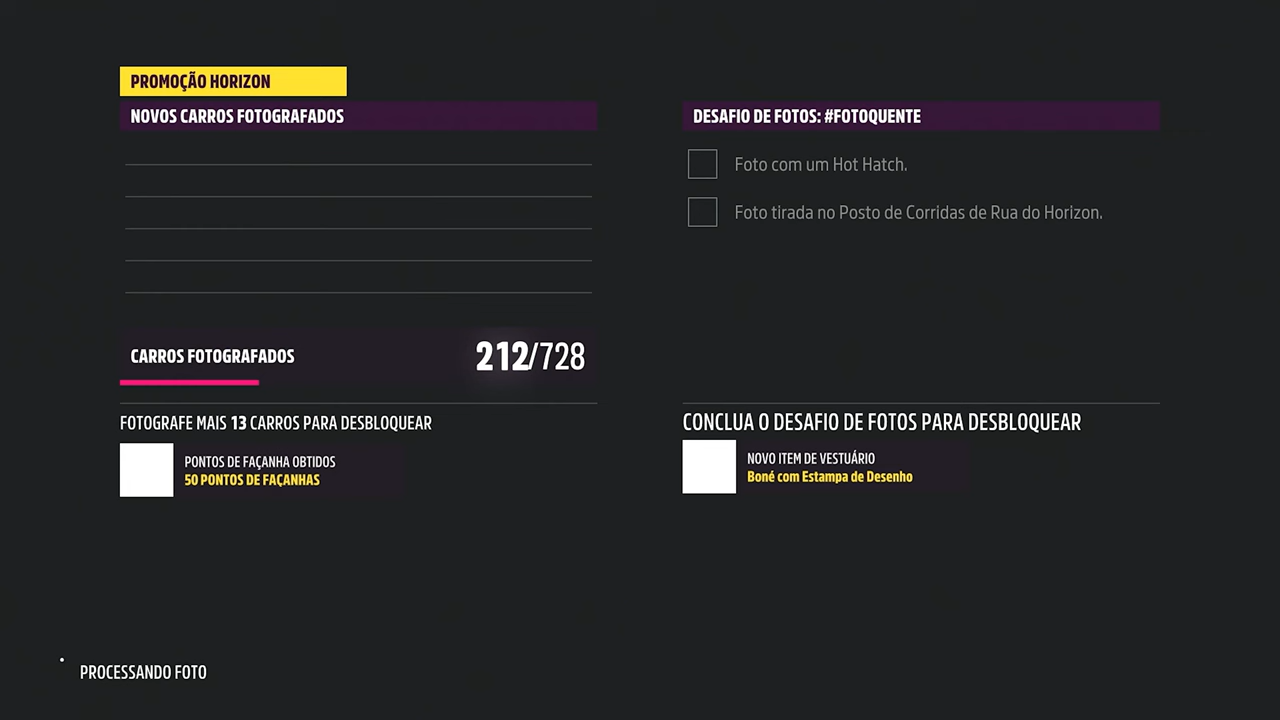 PROMOÇÃO HORIZON
NOVOS CARROS FOTOGRAFADOS
CARROS FOTOGRAFADOS 212/728
FOTOGRAFE MAIS 13 CARROS PARA DESBLOQUEAR
PONTOS DE FAÇANHA OBTIDOS
50 PONTOS DE FAÇANHAS
DESAFIO DE FOTOS: #FOTOQUENTE
Foto com um Hot Hatch.
Foto tirada no Posto de Corridas de Rua do Horizon.
CONCLUA O DESAFIO DE FOTOS PARA DESBLOQUEAR
NOVO ITEM DE VESTUÁRIO
Boné com Estampa de Desenho
PROCESSANDO FOTO